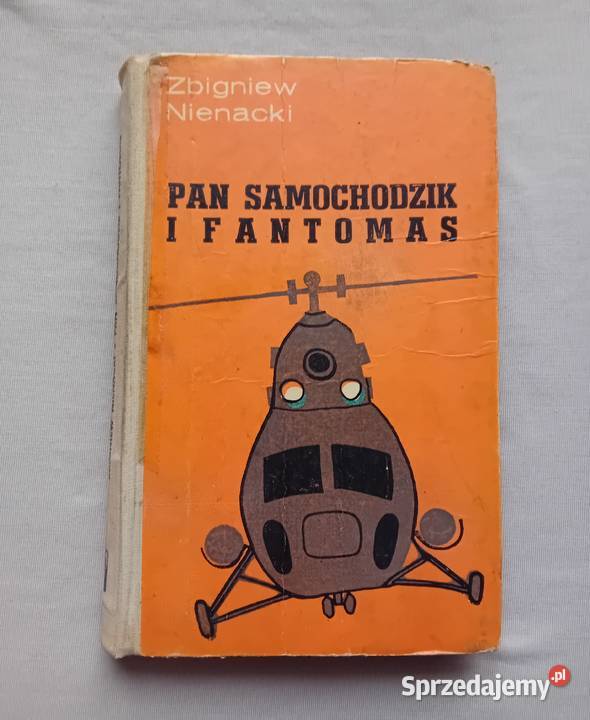 Zbigniew
Nienacki
PAN SAMOCHODZIK
I FANTOMAS
Sprzedajemy.pl